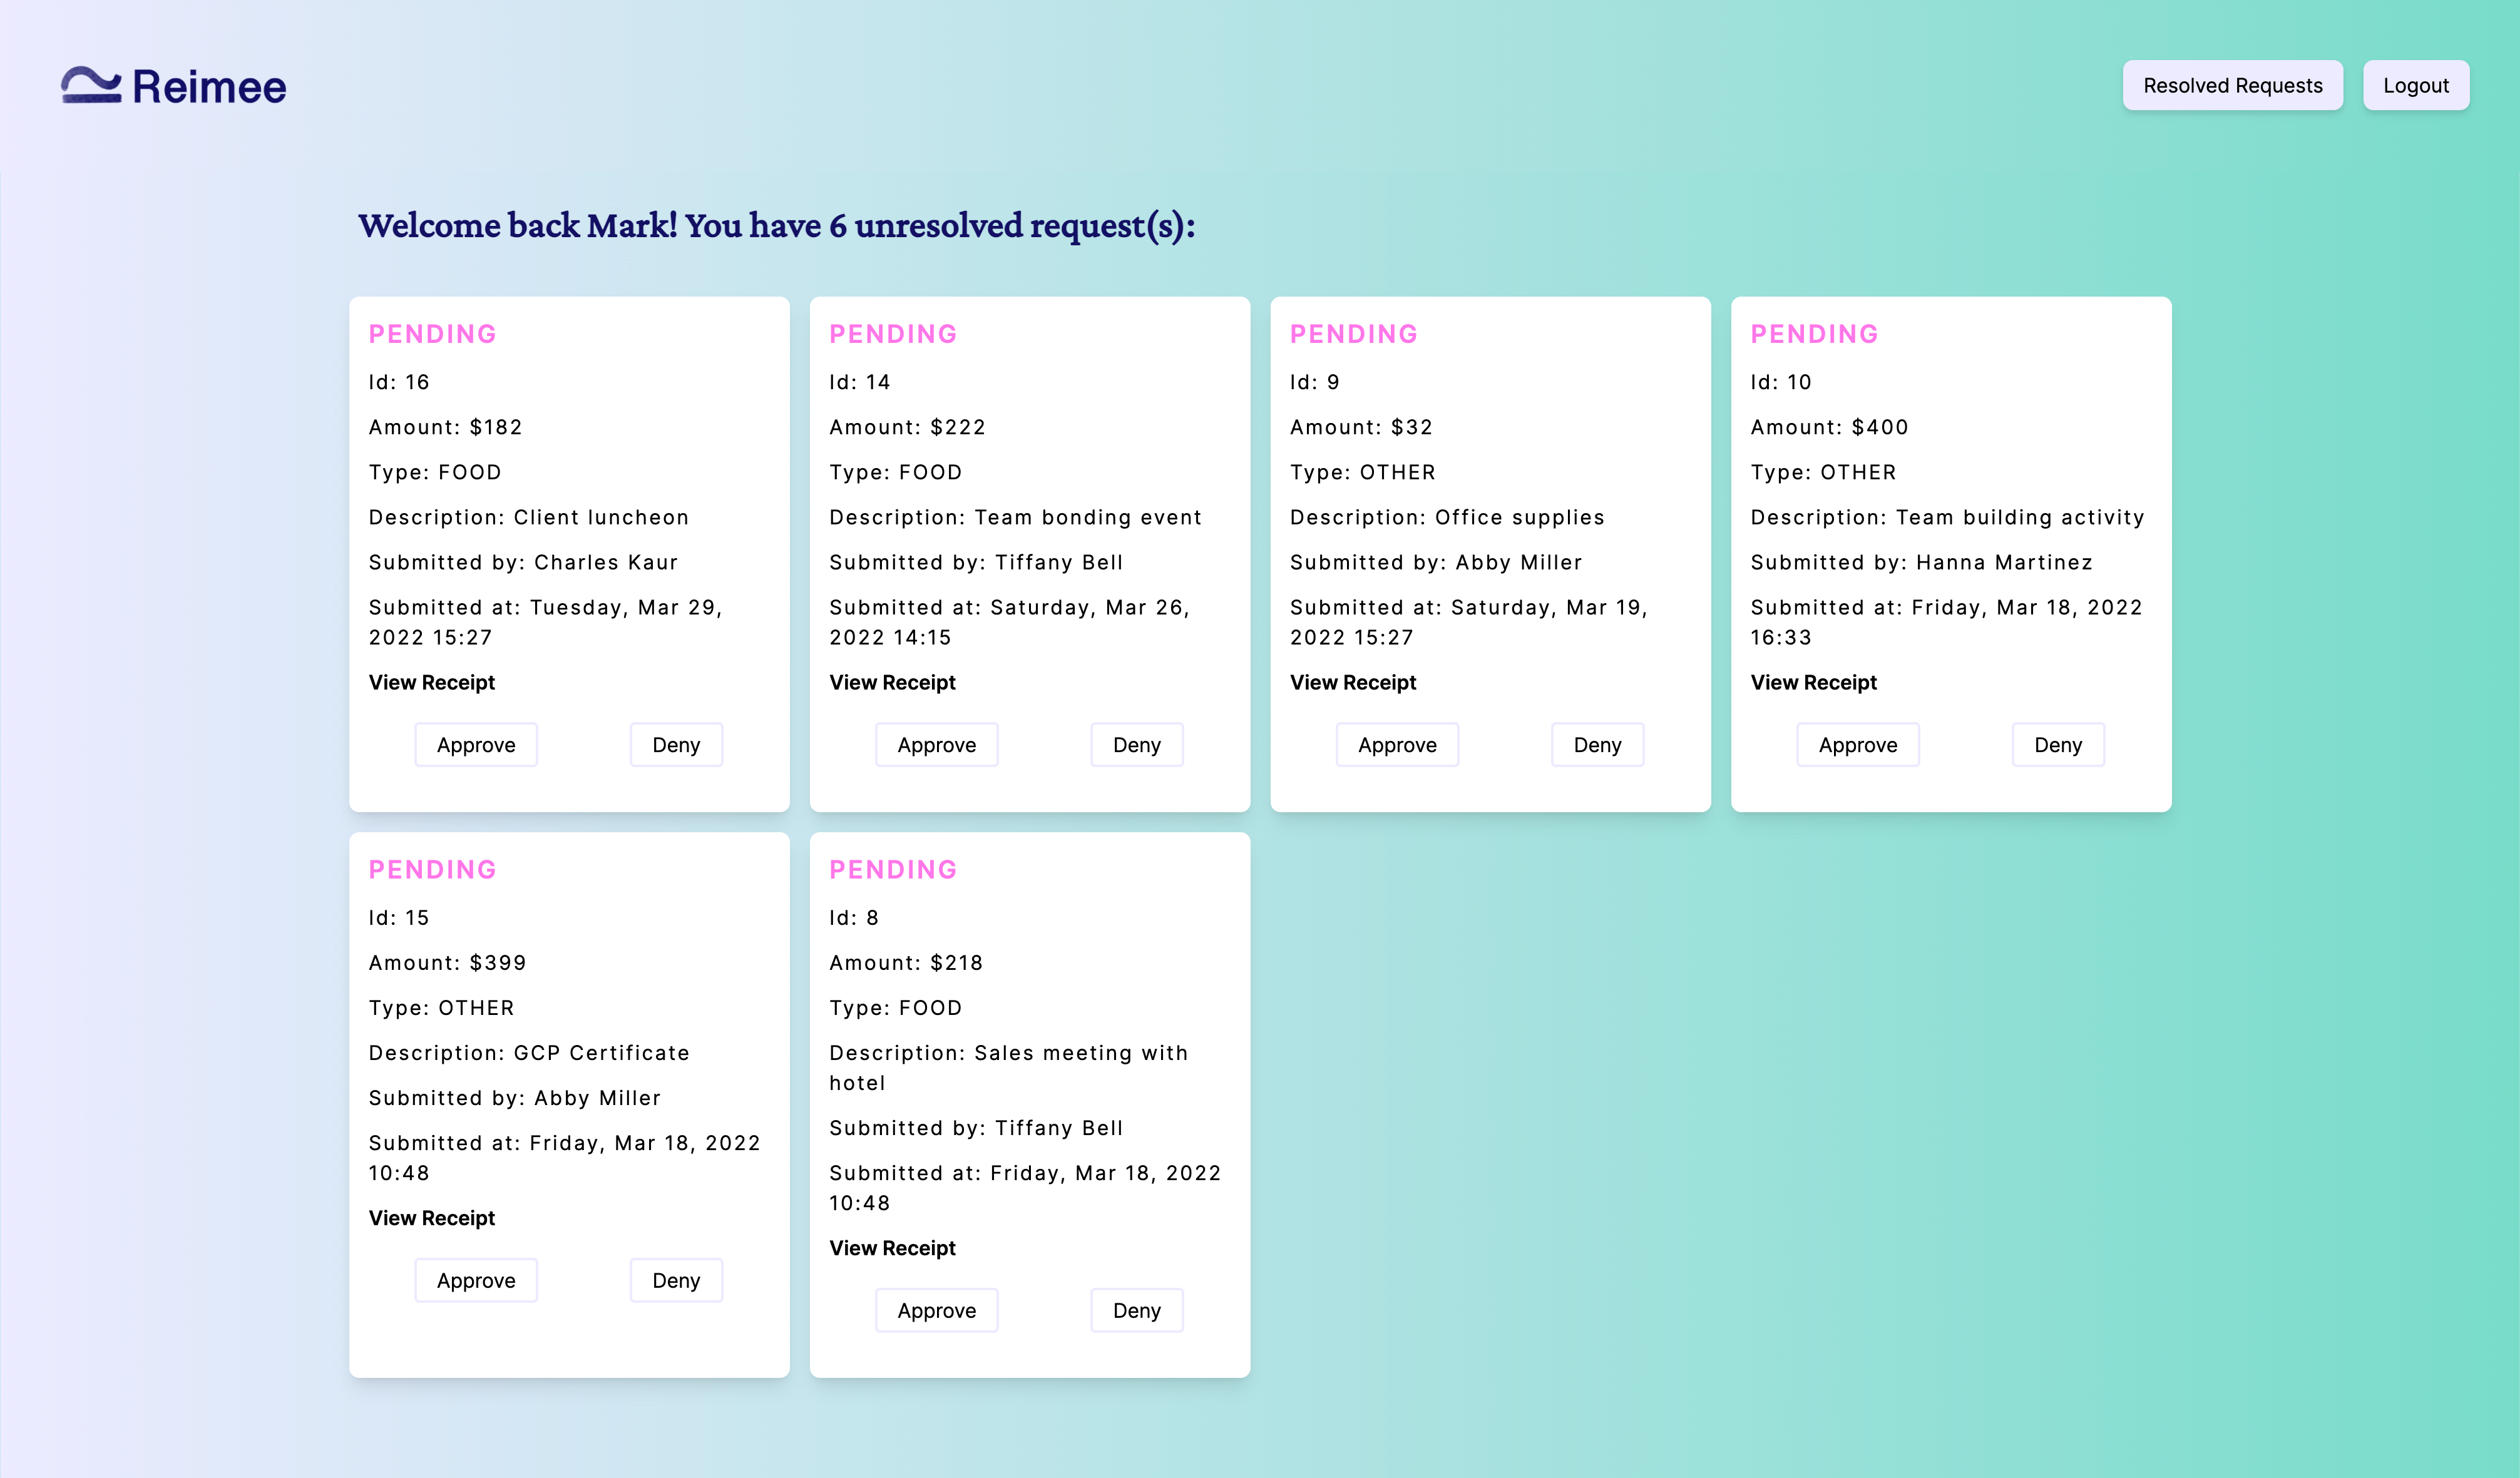 Reimee
Resolved Requests
Logout
Welcome back Mark! You have 6 unresolved request(s):
PENDING
Id: 16
Amount: $182
Type: FOOD
Description: Client luncheon
Submitted by: Charles Kaur
Submitted at: Tuesday, Mar 29,
2022 15:27
View Receipt
Approve
Deny
PENDING
Id: 14
Amount: $222
Type: FOOD
Description: Team bonding event
Submitted by: Tiffany Bell
Submitted at: Saturday, Mar 26,
2022 14:15
View Receipt
Approve
Deny
PENDING
Id: 9
Amount: $32
Type: OTHER
Description: Office supplies
Submitted by: Abby Miller
Submitted at: Saturday, Mar 19,
2022 15:27
View Receipt
Approve
Deny
PENDING
Id: 10
Amount: $400
Type: OTHER
Description: Team building activity
Submitted by: Hanna Martinez
Submitted at: Friday, Mar 18, 2022
16:33
View Receipt
Approve
Deny
PENDING
Id: 15
Amount: $399
Type: OTHER
Description: GCP Certificate
Submitted by: Abby Miller
Submitted at: Friday, Mar 18, 2022
10:48
View Receipt
Approve
Deny
PENDING
Id: 8
Amount: $218
Type: FOOD
Description: Sales meeting with
hotel
Submitted by: Tiffany Bell
Submitted at: Friday, Mar 18, 2022
10:48
View Receipt
Approve
Deny